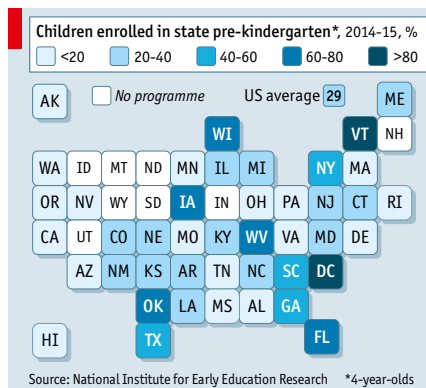 Children enrolled in state pre-kindergarten*, 2014-15, %
<20 20-40 40-60 60-80 >80
AK No programme US average 29 ME
WI VT NH
WA ID MT ND MN IL MI NY MA
OR NV WY SD IA IN OH PA NJ CT RI
CA UT CO NE MO KY WV VA MD DE
AZ NM KS AR TN NC SC DC
OK LA MS AL GA
HI TX FL
Source: National Institute for Early Education Research *4-year-olds